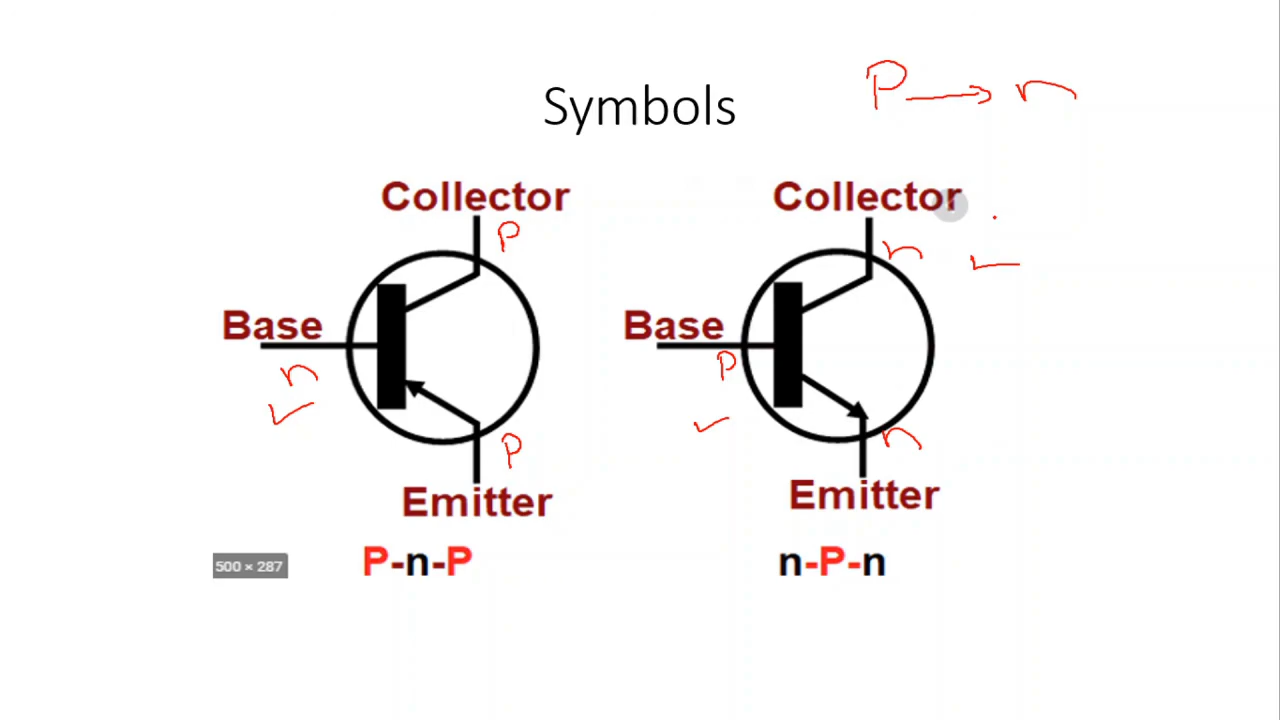 P → n
Symbols
Collector
P
Base
n
P
Emitter
P-n-P
Collector
n
Base
P
n
Emitter
n-P-n
500 × 287